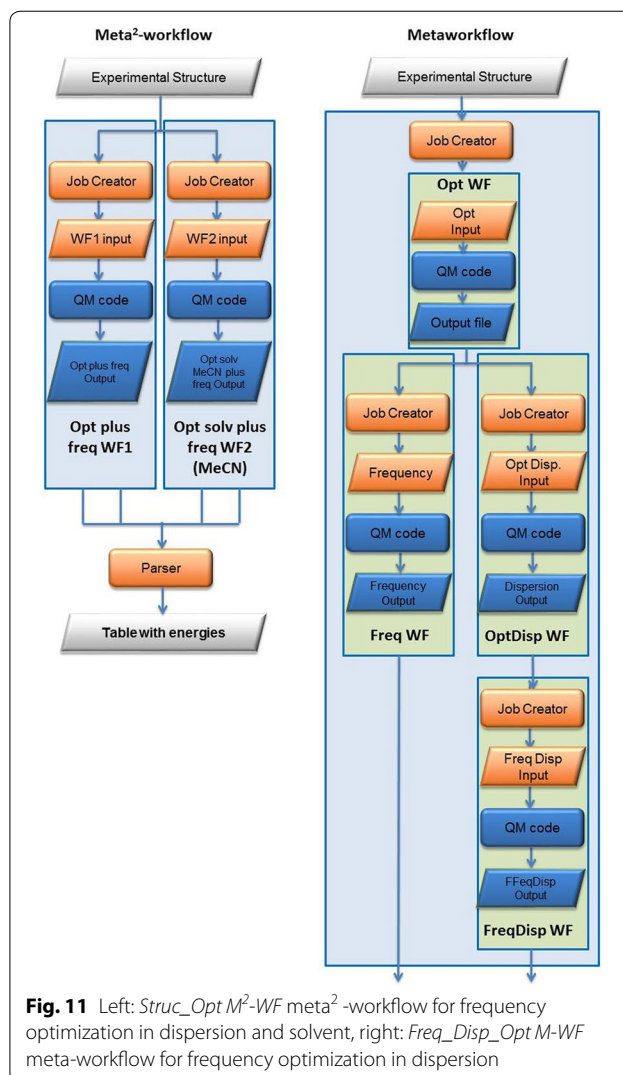 Meta²-workflow
Experimental Structure
Job Creator
Job Creator
WF1 input
WF2 input
QM code
QM code
Opt plus freq
Output
Opt solv
MeCN plus
freq Output
Opt plus
freq WF1
Opt solv plus
freq WF2
(MeCN)
Parser
Table with energies
Metaworkflow
Experimental Structure
Job Creator
Opt WF
Opt
Input
QM code
Output file
Job Creator
Frequency
QM code
Frequency
Output
Freq WF
Job Creator
Opt Disp.
Input
QM code
Dispersion
Output
OptDisp WF
Job Creator
Freq Disp
Input
QM code
FFeqDisp
Output
FreqDisp WF
Fig. 11 Left: Struc_Opt M²-WF meta² -workflow for frequency
optimization in dispersion and solvent, right: Freq_Disp_Opt M-WF
meta-workflow for frequency optimization in dispersion